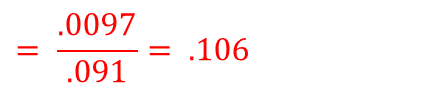 = .0097/.091 = .106